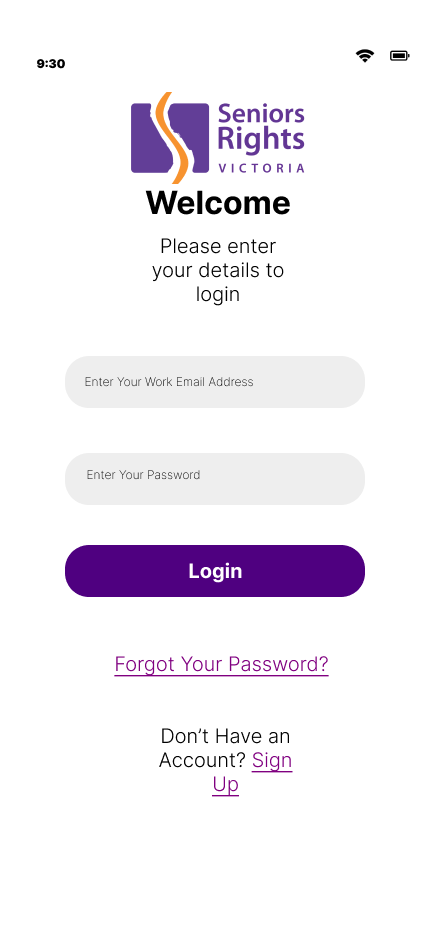 9:30
Seniors
Rights
VICTORIA
Welcome
Please enter
your details to
login
Enter Your Work Email Address
Enter Your Password
Login
Forgot Your Password?
Don’t Have an
Account? Sign
Up